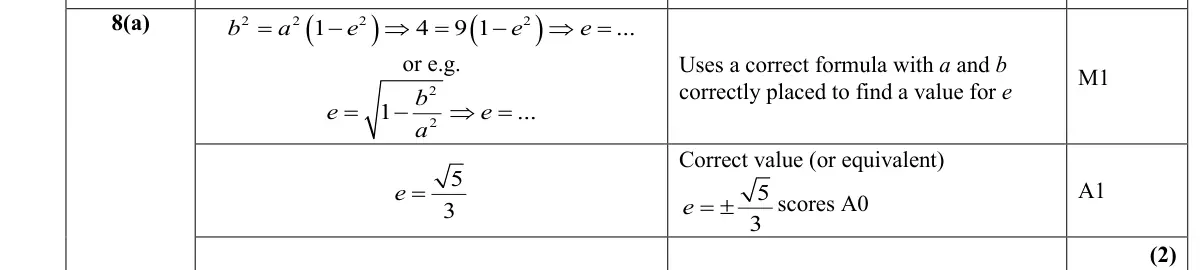 8(a)
b² = a²(1 − e²) ⇒ 4 = 9(1 − e²) ⇒ e = ...
or e.g.
e = √(1 − b²/a²) ⇒ e = ...
Uses a correct formula with a and b
correctly placed to find a value for e
M1
e = √5/3
Correct value (or equivalent)
e = ±√5/3 scores A0
A1
(2)